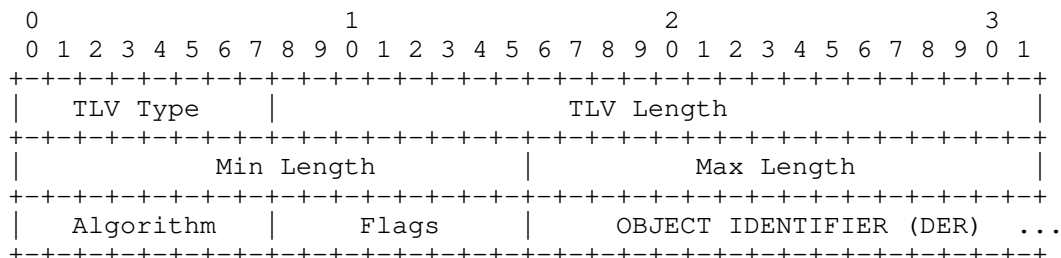 0                   1                   2                   3
 0 1 2 3 4 5 6 7 8 9 0 1 2 3 4 5 6 7 8 9 0 1 2 3 4 5 6 7 8 9 0 1
+-+-+-+-+-+-+-+-+-+-+-+-+-+-+-+-+-+-+-+-+-+-+-+-+-+-+-+-+-+-+-+-+
|   TLV Type    |                  TLV Length                   |
+-+-+-+-+-+-+-+-+-+-+-+-+-+-+-+-+-+-+-+-+-+-+-+-+-+-+-+-+-+-+-+-+
|            Min Length         |          Max Length           |
+-+-+-+-+-+-+-+-+-+-+-+-+-+-+-+-+-+-+-+-+-+-+-+-+-+-+-+-+-+-+-+-+
|   Algorithm   |     Flags     |     OBJECT IDENTIFIER (DER)  ...
+-+-+-+-+-+-+-+-+-+-+-+-+-+-+-+-+-+-+-+-+-+-+-+-+-+-+-+-+-+-+-+-+